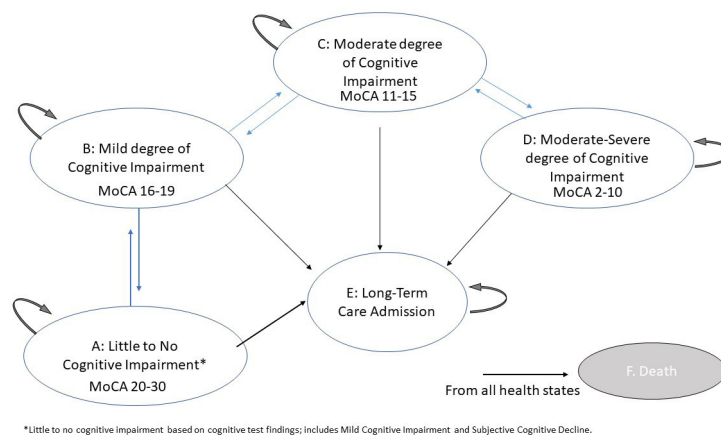 C: Moderate degree
of Cognitive
Impairment
MoCA 11-15
B: Mild degree of
Cognitive Impairment
MoCA 16-19
D: Moderate-Severe
degree of Cognitive
Impairment
MoCA 2-10
E: Long-Term
Care Admission
A: Little to No
Cognitive Impairment*
MoCA 20-30
F. Death
From all health states
*Little to no cognitive impairment based on cognitive test findings; includes Mild Cognitive Impairment and Subjective Cognitive Decline.